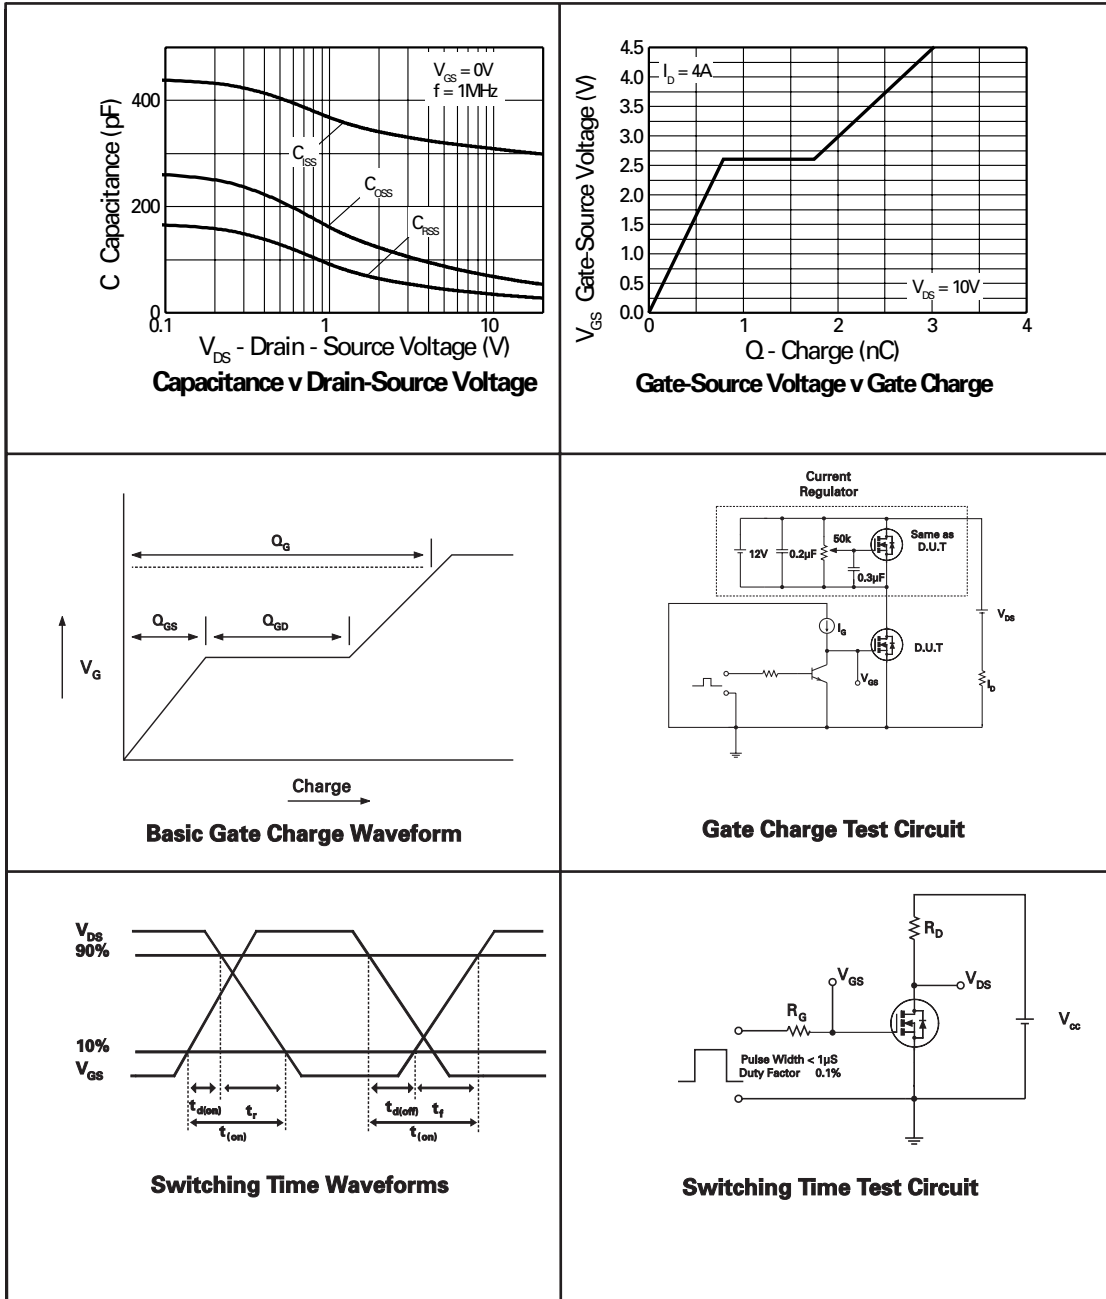 400
200
0
0.1
1
10
C Capacitance (pF)
V_GS = 0V
f = 1MHz
C_ISS
C_OSS
C_RSS
V_DS - Drain - Source Voltage (V)
Capacitance v Drain-Source Voltage
4.5
4.0
3.5
3.0
2.5
2.0
1.5
1.0
0.5
0.0
0
1
2
3
4
V_GS Gate-Source Voltage (V)
I_D = 4A
V_DS = 10V
Q - Charge (nC)
Gate-Source Voltage v Gate Charge
Q_G
Q_GS
Q_GD
V_G
Charge
Basic Gate Charge Waveform
Current
Regulator
12V
0.2µF
50k
0.3µF
Same as
D.U.T
I_G
D.U.T
V_GS
V_DS
I_D
Gate Charge Test Circuit
V_DS
90%
10%
V_GS
t_d(on)
t_r
t_(on)
t_d(off)
t_f
t_(on)
Switching Time Waveforms
R_D
V_GS
V_DS
R_G
V_cc
Pulse Width < 1µS
Duty Factor 0.1%
Switching Time Test Circuit